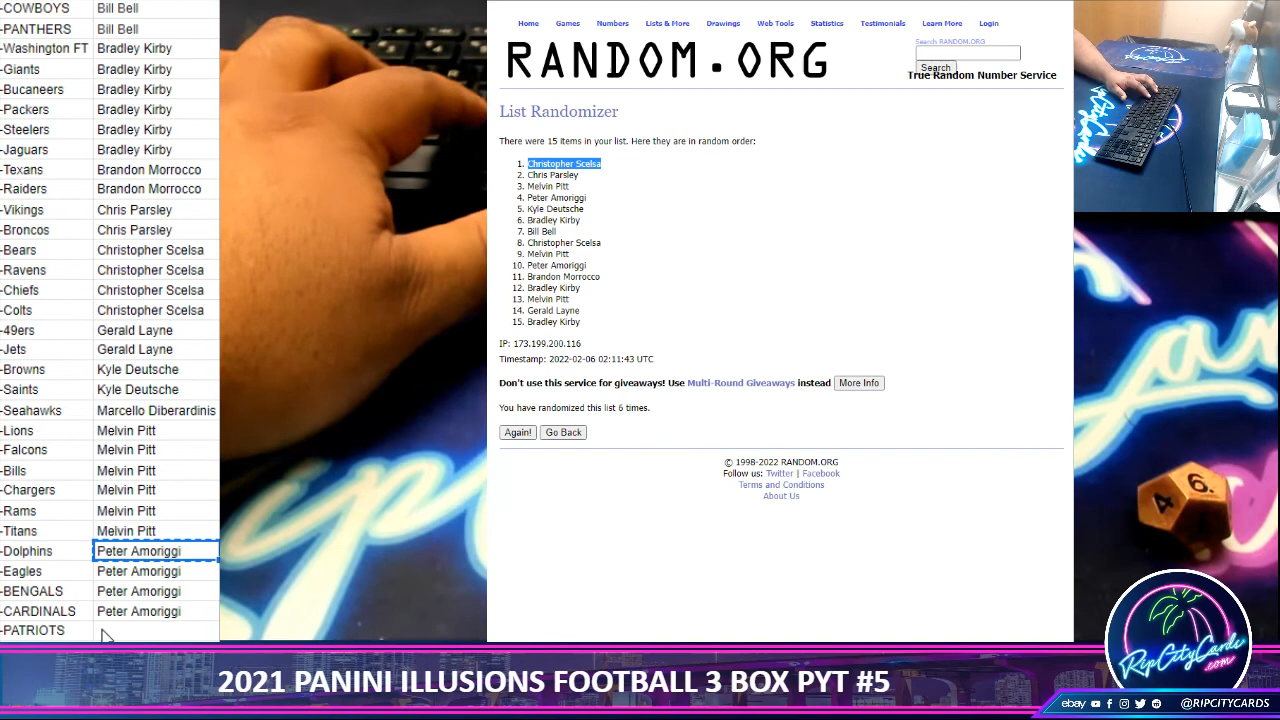 -COWBOYS Bill Bell
-PANTHERS Bill Bell
-Washington FT Bradley Kirby
-Giants Bradley Kirby
-Bucaneers Bradley Kirby
-Packers Bradley Kirby
-Steelers Bradley Kirby
-Jaguars Bradley Kirby
-Texans Brandon Morrocco
-Raiders Brandon Morrocco
-Vikings Chris Parsley
-Broncos Chris Parsley
-Bears Christopher Scelsa
-Ravens Christopher Scelsa
-Chiefs Christopher Scelsa
-Colts Christopher Scelsa
-49ers Gerald Layne
-Jets Gerald Layne
-Browns Kyle Deutsche
-Saints Kyle Deutsche
-Seahawks Marcello Diberardinis
-Lions Melvin Pitt
-Falcons Melvin Pitt
-Bills Melvin Pitt
-Chargers Melvin Pitt
-Rams Melvin Pitt
-Titans Melvin Pitt
-Dolphins Peter Amoriggi
-Eagles Peter Amoriggi
-BENGALS Peter Amoriggi
-CARDINALS Peter Amoriggi
-PATRIOTS
Home Games Numbers Lists & More Drawings Web Tools Statistics Testimonials Learn More Login
RANDOM.ORG
Search RANDOM.ORG
Search
True Random Number Service
List Randomizer
There were 15 items in your list. Here they are in random order:
1. Christopher Scelsa
2. Chris Parsley
3. Melvin Pitt
4. Peter Amoriggi
5. Kyle Deutsche
6. Bradley Kirby
7. Bill Bell
8. Christopher Scelsa
9. Melvin Pitt
10. Peter Amoriggi
11. Brandon Morrocco
12. Bradley Kirby
13. Melvin Pitt
14. Gerald Layne
15. Bradley Kirby
IP: 173.199.200.116
Timestamp: 2022-02-06 02:11:43 UTC
Don't use this service for giveaways! Use Multi-Round Giveaways instead More Info
You have randomized this list 6 times.
Again! Go Back
© 1998-2022 RANDOM.ORG
Follow us: Twitter | Facebook
Terms and Conditions
About Us
4 6.
RipCityCards
.com
2021 PANINI ILLUSIONS FOOTBALL 3 BOX PYT #5
ebay @RIPCITYCARDS